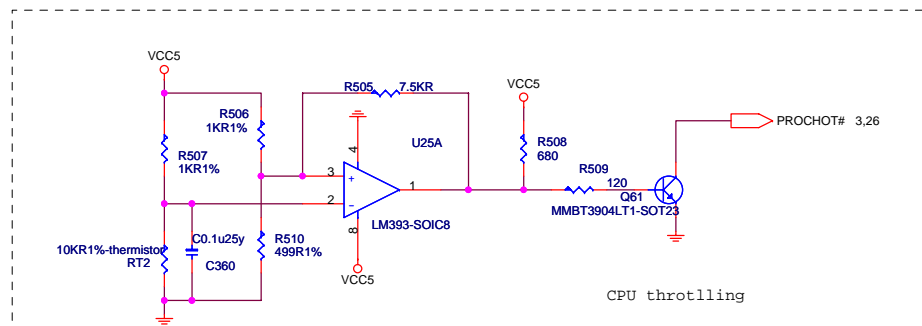 VCC5
R505 7.5KR
VCC5
R506
1KR1%
R507
1KR1%
4
U25A
R508
680
PROCHOT# 3,26
3
+
1
2
-
R509
120
Q61
MMBT3904LT1-SOT23
8
LM393-SOIC8
10KR1%-thermistor
RT2
C0.1u25y
C360
R510
499R1%
VCC5
CPU throtlling